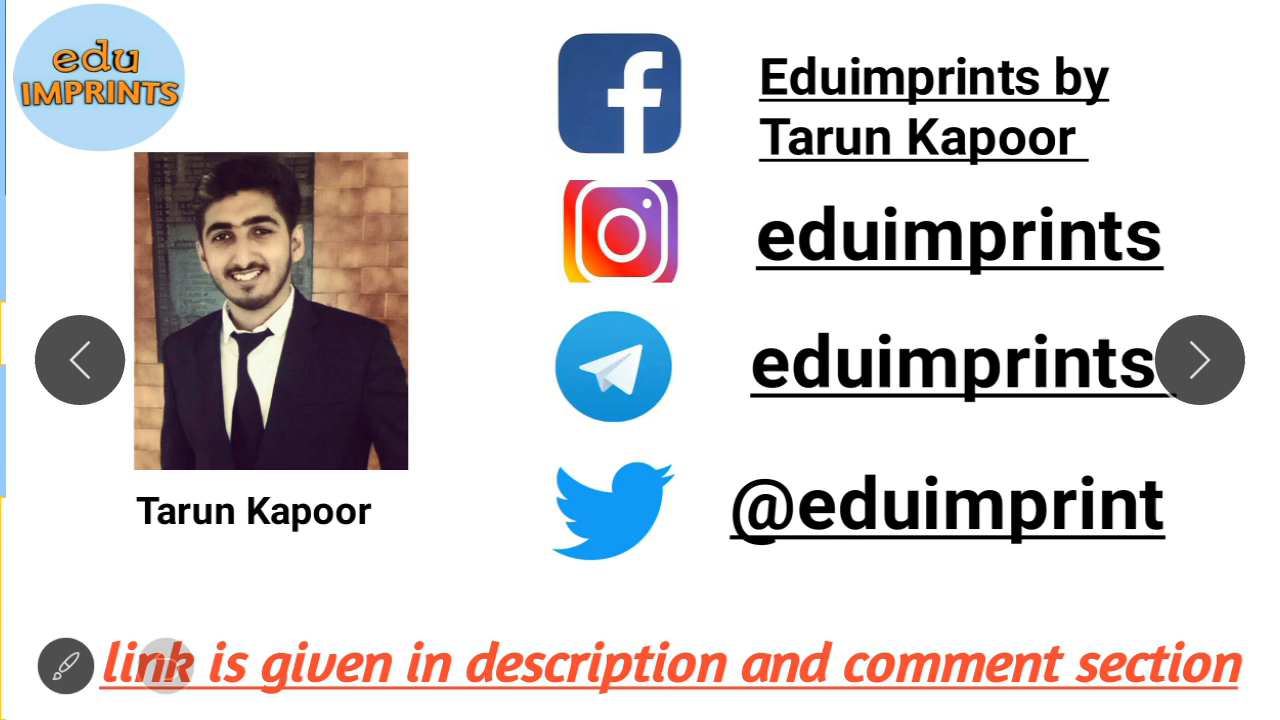 edu
IMPRINTS
Eduimprints by
Tarun Kapoor
eduimprints
eduimprints
@eduimprint
Tarun Kapoor
link is given in description and comment section